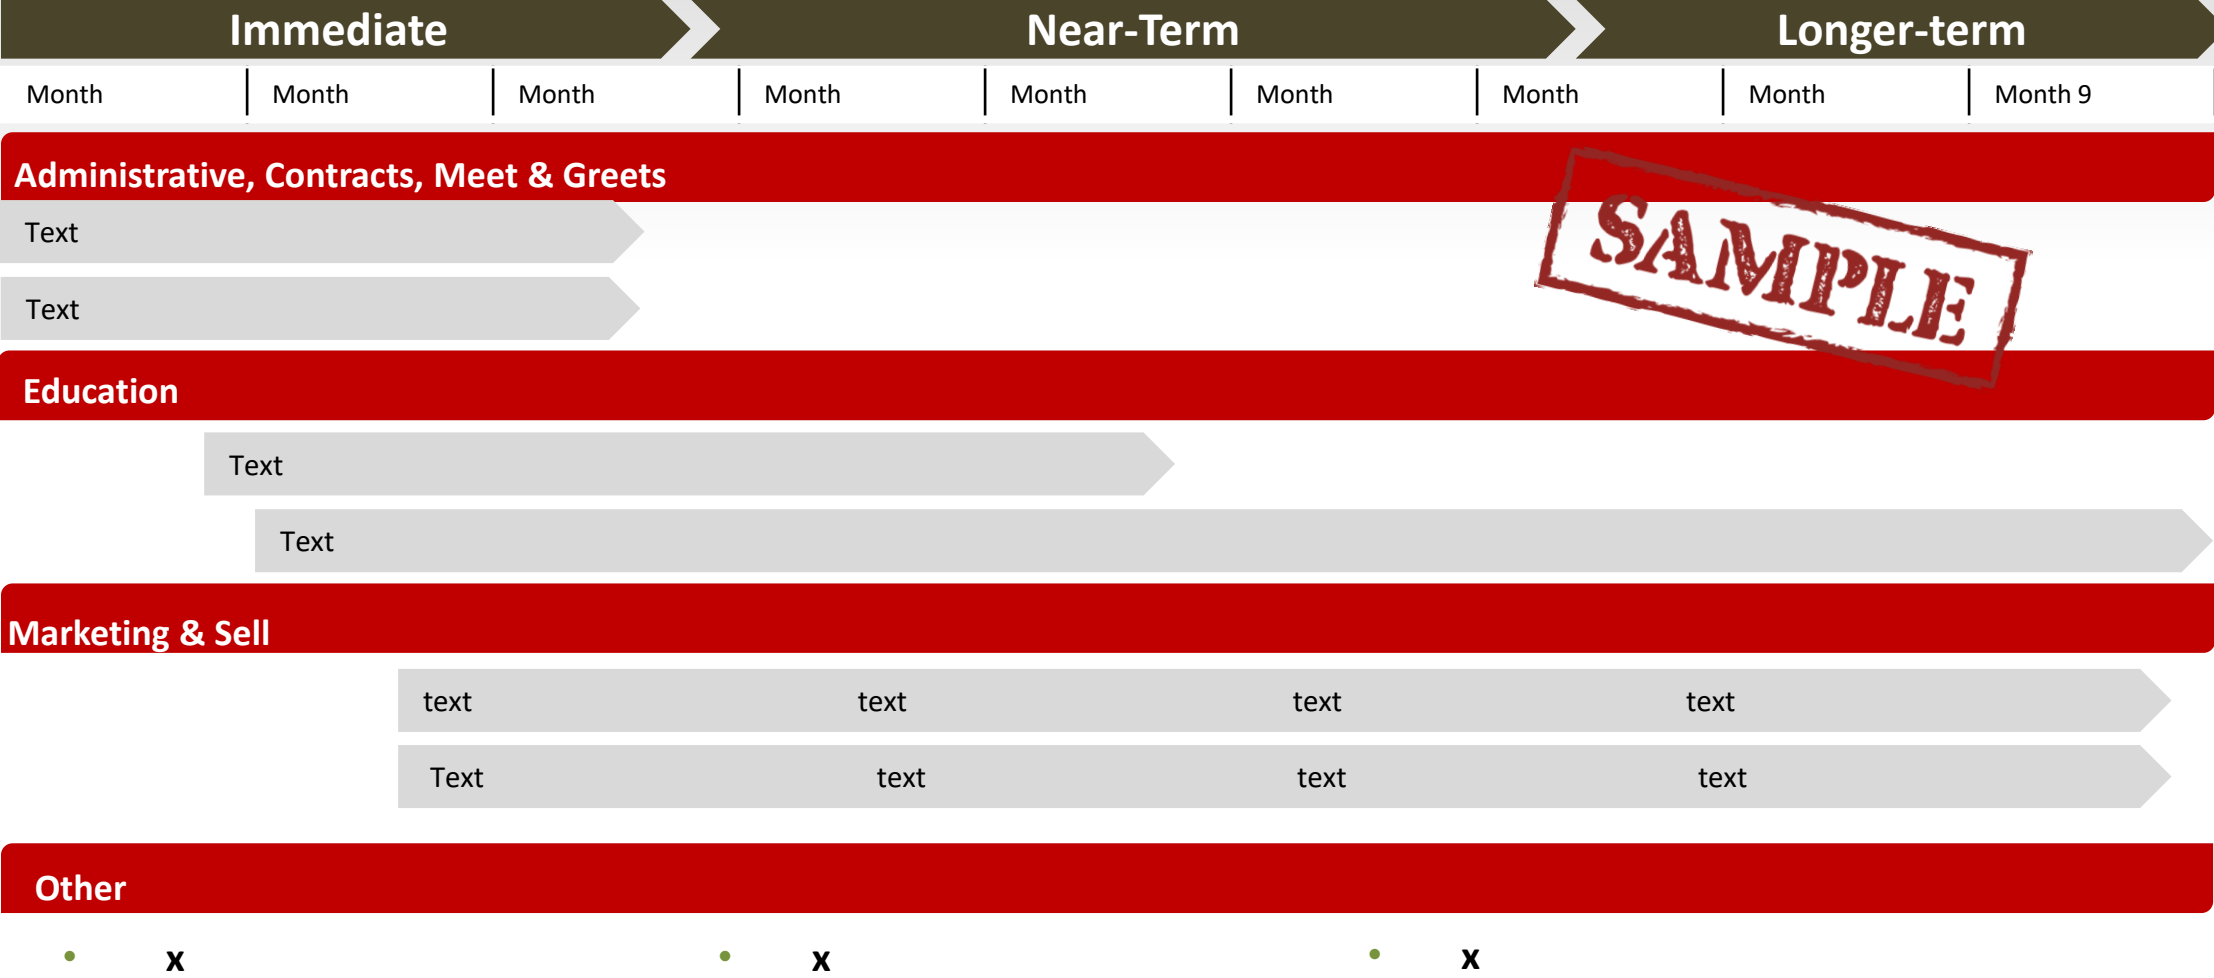 Immediate Near-Term Longer-term
Month Month Month Month Month Month Month Month Month 9
Administrative, Contracts, Meet & Greets
SAMPLE
Text
Text
Education
Text
Text
Marketing & Sell
text text text text
Text text text text
Other
• x • x • x